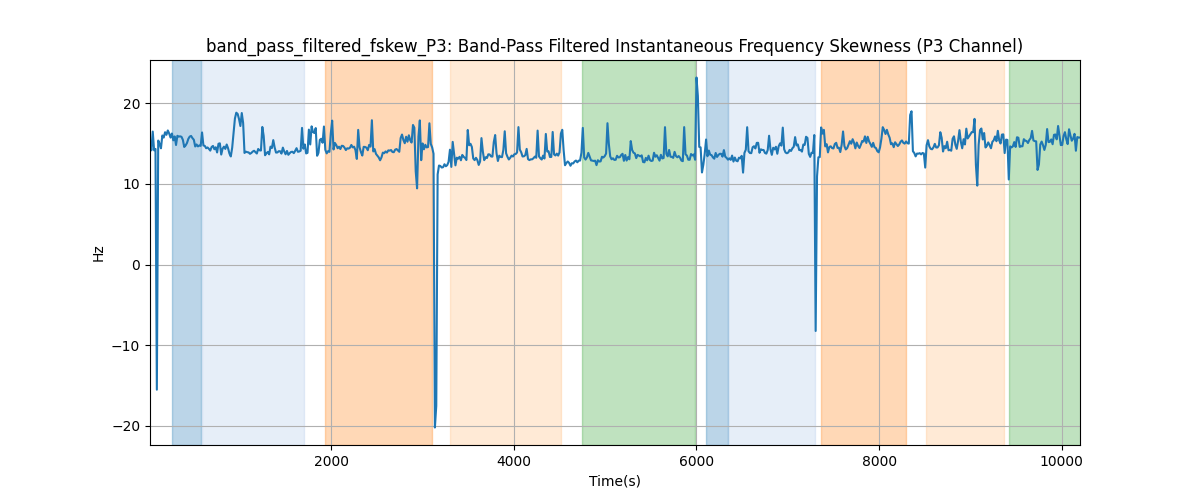 band_pass_filtered_fskew_P3: Band-Pass Filtered Instantaneous Frequency Skewness (P3 Channel)
20
10
0
−10
−20
Hz
2000 4000 6000 8000 10000
Time(s)